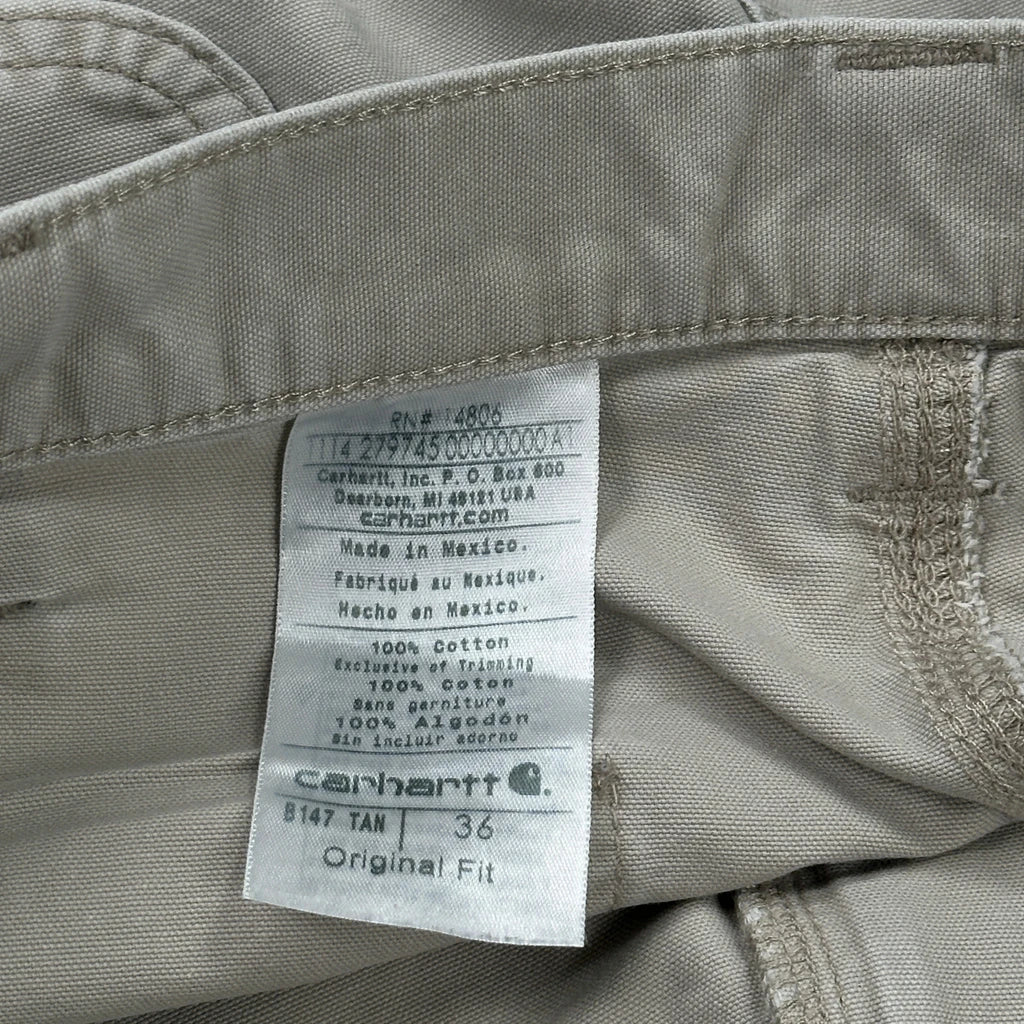 RN# 14806
1114 279745 00000000 A1
Carhartt, Inc. P. O. Box 600
Dearborn, MI 48121 USA
carhartt.com
Made in Mexico.
Fabriqué au Mexique.
Hecho en Mexico.
100% Cotton
Exclusive of Trimming
100% Coton
Sans garniture
100% Algodón
Sin incluir adorno
carhartt
B147 TAN 36
Original Fit